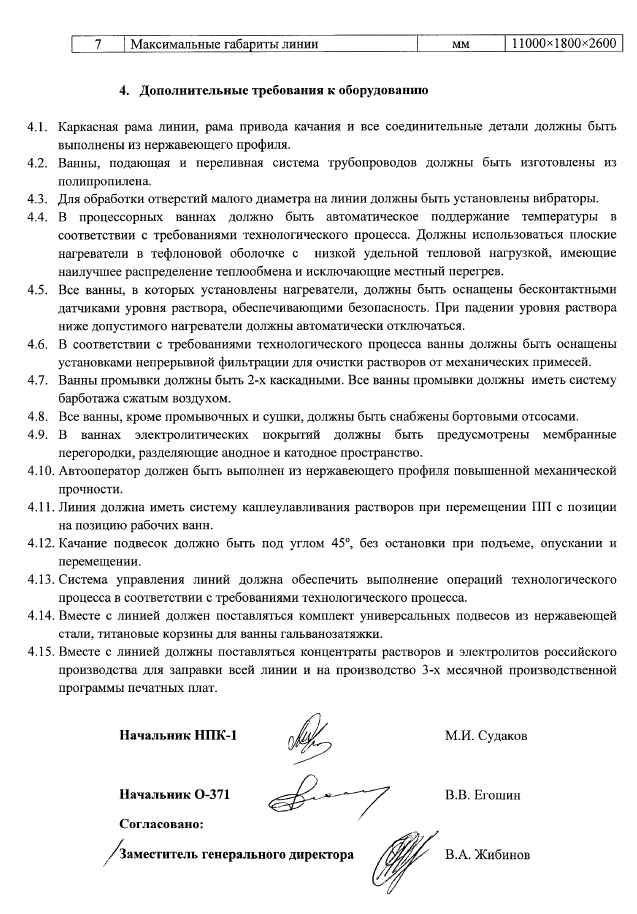 7 Максимальные габариты линии мм 11000×1800×2600
4. Дополнительные требования к оборудованию
4.1. Каркасная рама линии, рама привода качания и все соединительные детали должны быть
выполнены из нержавеющего профиля.
4.2. Ванны, подающая и переливная система трубопроводов должны быть изготовлены из
полипропилена.
4.3. Для обработки отверстий малого диаметра на линии должны быть установлены вибраторы.
4.4. В процессорных ваннах должно быть автоматическое поддержание температуры в
соответствии с требованиями технологического процесса. Должны использоваться плоские
нагреватели в тефлоновой оболочке с низкой удельной тепловой нагрузкой, имеющие
наилучшее распределение теплообмена и исключающие местный перегрев.
4.5. Все ванны, в которых установлены нагреватели, должны быть оснащены бесконтактными
датчиками уровня раствора, обеспечивающими безопасность. При падении уровня раствора
ниже допустимого нагреватели должны автоматически отключаться.
4.6. В соответствии с требованиями технологического процесса ванны должны быть оснащены
установками непрерывной фильтрации для очистки растворов от механических примесей.
4.7. Ванны промывки должны быть 2-х каскадными. Все ванны промывки должны иметь систему
барботажа сжатым воздухом.
4.8. Все ванны, кроме промывочных и сушки, должны быть снабжены бортовыми отсосами.
4.9. В ваннах электролитических покрытий должны быть предусмотрены мембранные
перегородки, разделяющие анодное и катодное пространство.
4.10. Автооператор должен быть выполнен из нержавеющего профиля повышенной механической
прочности.
4.11. Линия должна иметь систему каплеулавливания растворов при перемещении ПП с позиции
на позицию рабочих ванн.
4.12. Качание подвесок должно быть под углом 45º, без остановки при подъеме, опускании и
перемещении.
4.13. Система управления линий должна обеспечить выполнение операций технологического
процесса в соответствии с требованиями технологического процесса.
4.14. Вместе с линией должен поставляться комплект универсальных подвесов из нержавеющей
стали, титановые корзины для ванны гальванозатяжки.
4.15. Вместе с линией должны поставляться концентраты растворов и электролитов российского
производства для заправки всей линии и на производство 3-х месячной производственной
программы печатных плат.
Начальник НПК-1 М.И. Судаков
Начальник О-371 В.В. Егошин
Согласовано:
Заместитель генерального директора В.А. Жибинов